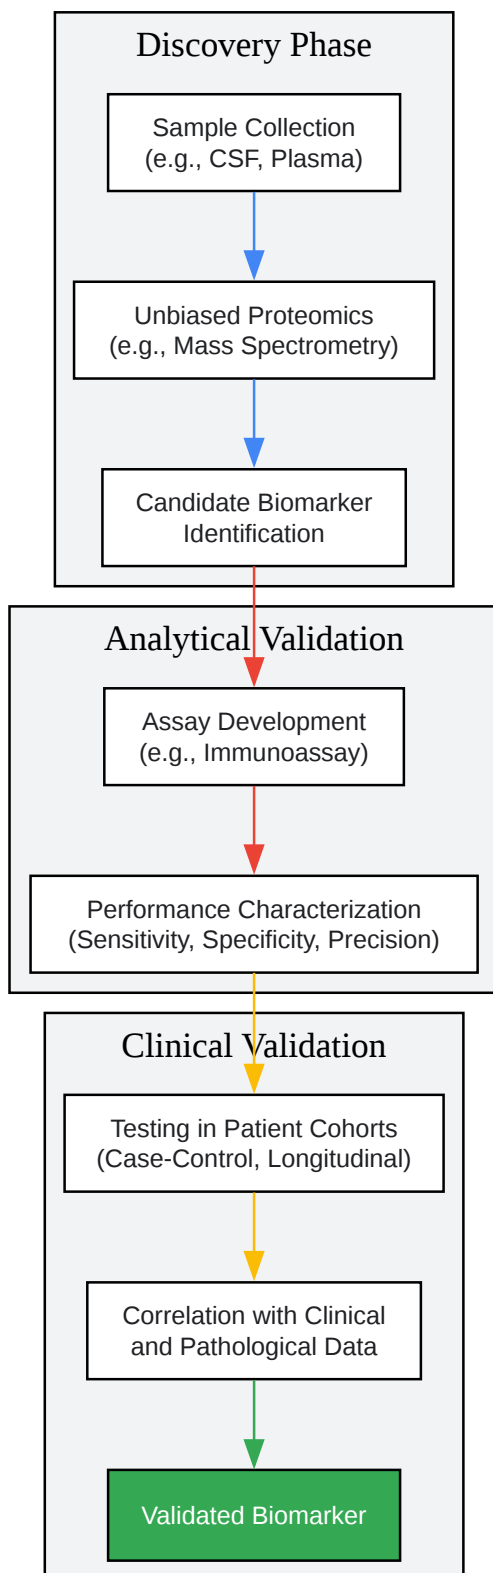 Discovery Phase
Sample Collection
(e.g., CSF, Plasma)
Unbiased Proteomics
(e.g., Mass Spectrometry)
Candidate Biomarker
Identification
Analytical Validation
Assay Development
(e.g., Immunoassay)
Performance Characterization
(Sensitivity, Specificity, Precision)
Clinical Validation
Testing in Patient Cohorts
(Case-Control, Longitudinal)
Correlation with Clinical
and Pathological Data
Validated Biomarker